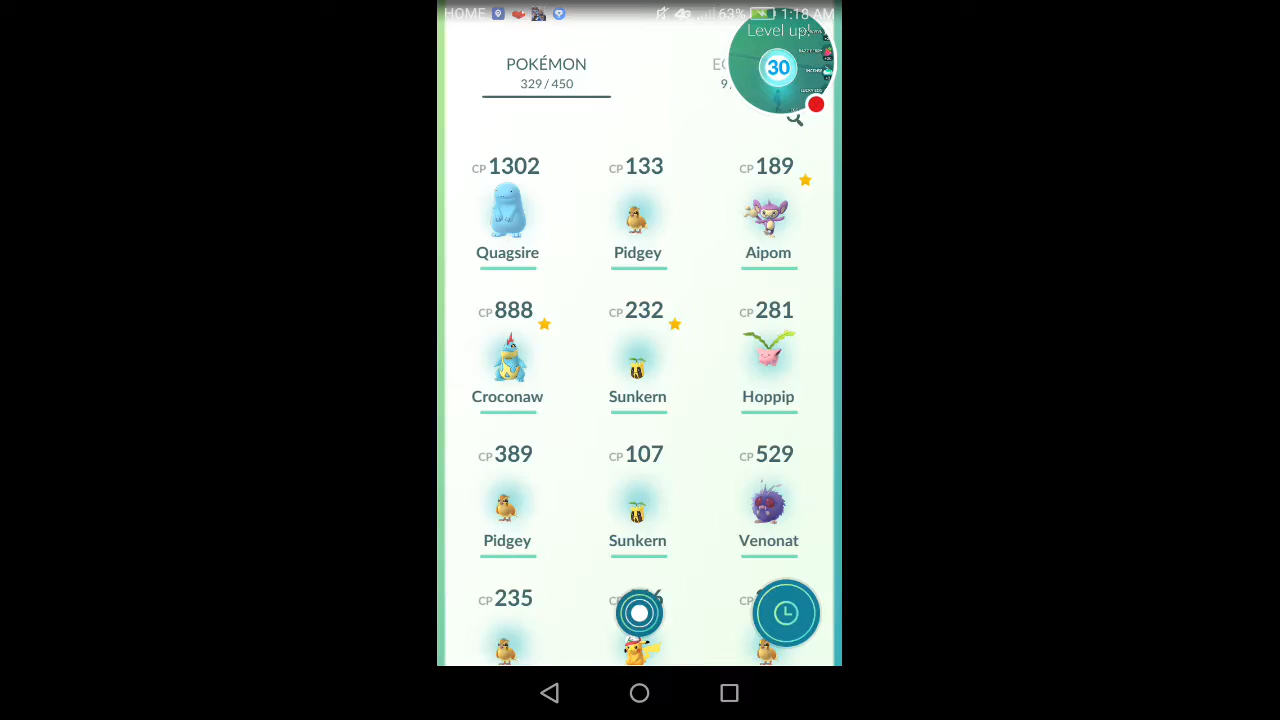 HOME 4G 63% 1:18 AM
Level up!
30
POKÉMON
329 / 450
CP 1302 CP 133 CP 189
Quagsire Pidgey Aipom
CP 888 CP 232 CP 281
Croconaw Sunkern Hoppip
CP 389 CP 107 CP 529
Pidgey Sunkern Venonat
CP 235 CP